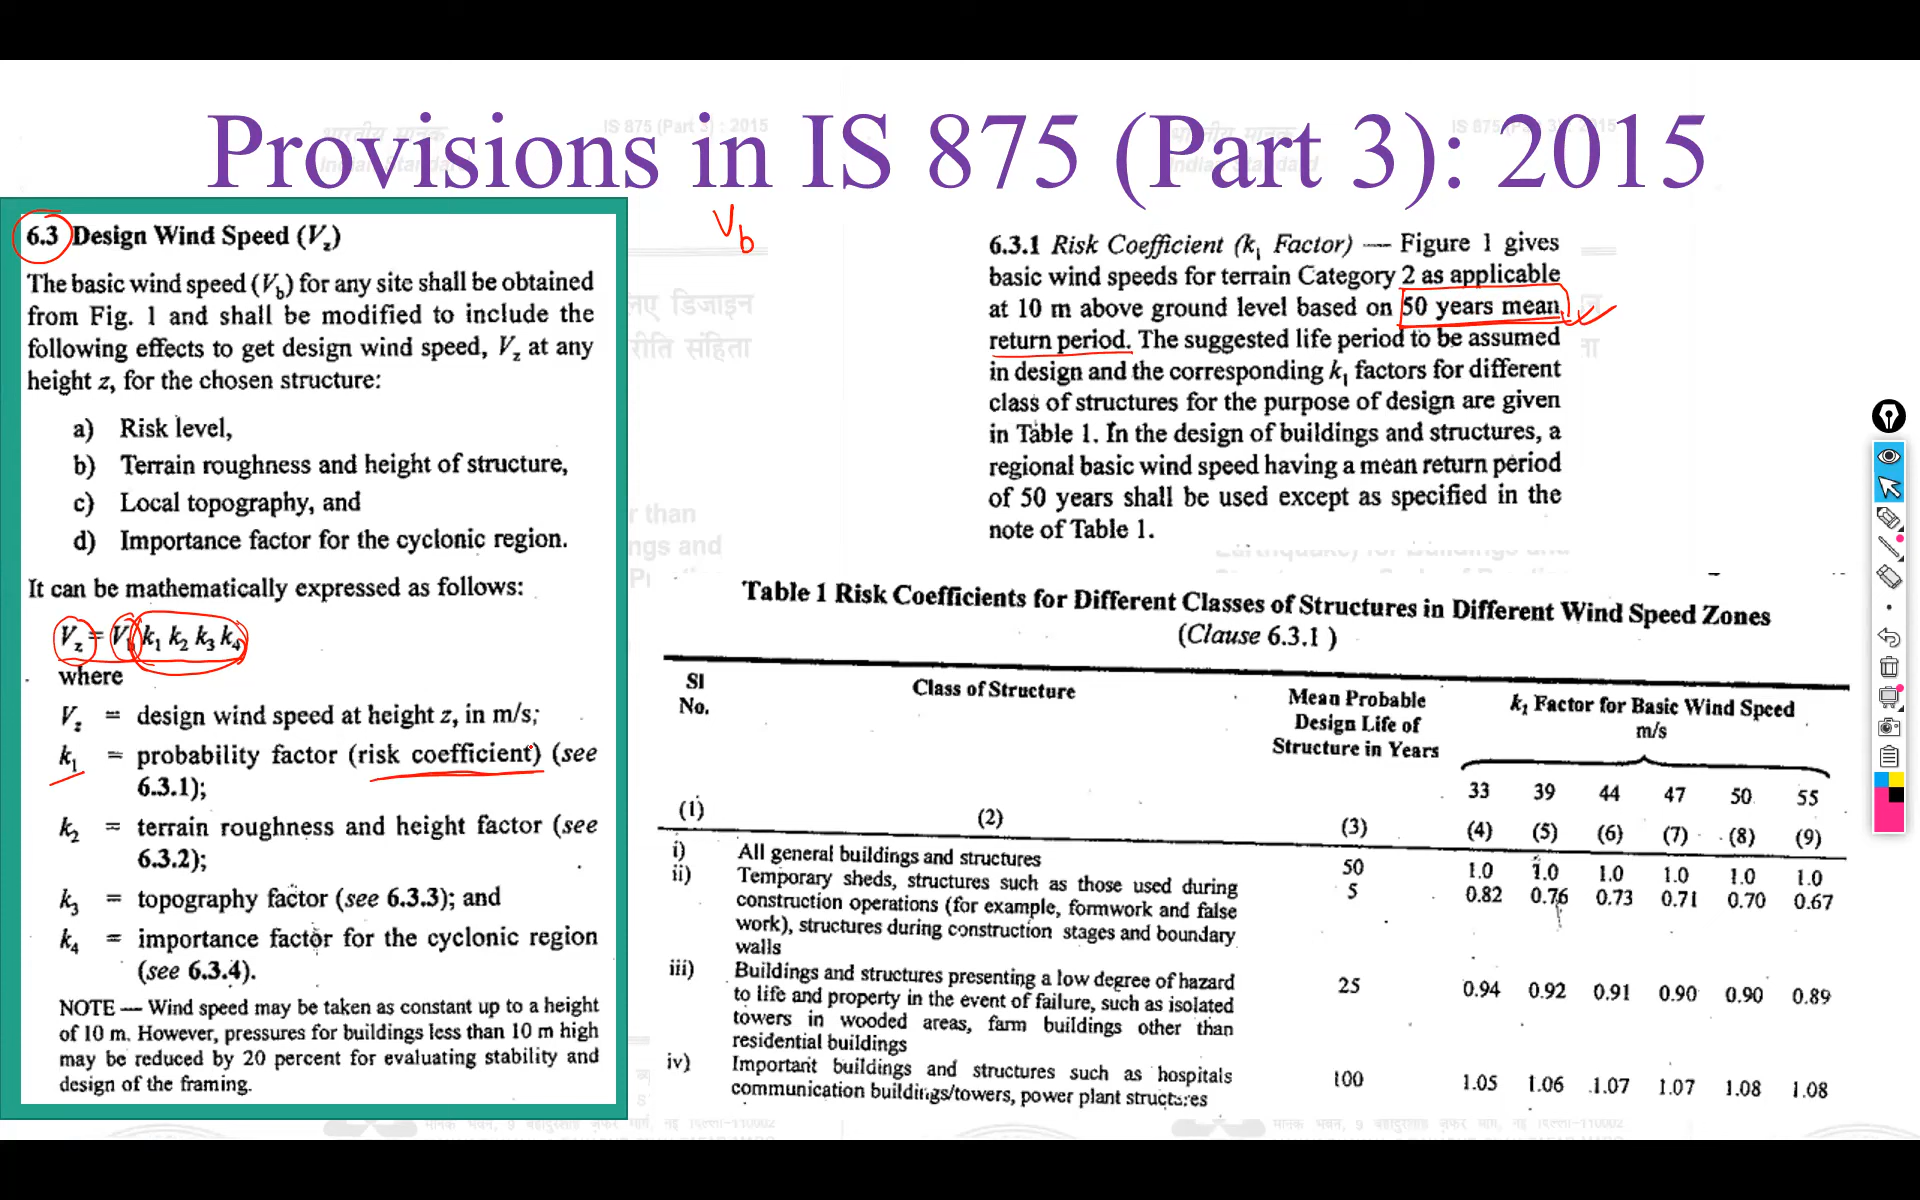 Provisions in IS 875 (Part 3): 2015
6.3 Design Wind Speed (Vz)
The basic wind speed (Vb) for any site shall be obtained
from Fig. 1 and shall be modified to include the
following effects to get design wind speed, Vz at any
height z, for the chosen structure:
a) Risk level,
b) Terrain roughness and height of structure,
c) Local topography, and
d) Importance factor for the cyclonic region.
It can be mathematically expressed as follows:
Vz = Vb k1 k2 k3 k4
where
Vz = design wind speed at height z, in m/s;
k1 = probability factor (risk coefficient) (see
6.3.1);
k2 = terrain roughness and height factor (see
6.3.2);
k3 = topography factor (see 6.3.3); and
k4 = importance factor for the cyclonic region
(see 6.3.4).
NOTE — Wind speed may be taken as constant up to a height
of 10 m. However, pressures for buildings less than 10 m high
may be reduced by 20 percent for evaluating stability and
design of the framing.
Vb
6.3.1 Risk Coefficient (k1 Factor) — Figure 1 gives
basic wind speeds for terrain Category 2 as applicable
at 10 m above ground level based on 50 years mean
return period. The suggested life period to be assumed
in design and the corresponding k1 factors for different
class of structures for the purpose of design are given
in Table 1. In the design of buildings and structures, a
regional basic wind speed having a mean return period
of 50 years shall be used except as specified in the
note of Table 1.
Table 1 Risk Coefficients for Different Classes of Structures in Different Wind Speed Zones
(Clause 6.3.1 )
Sl No. Class of Structure Mean Probable Design Life of Structure in Years k1 Factor for Basic Wind Speed m/s
33 39 44 47 50 55
(1) (2) (3) (4) (5) (6) (7) (8) (9)
i) All general buildings and structures 50 1.0 1.0 1.0 1.0 1.0 1.0
ii) Temporary sheds, structures such as those used during 5 0.82 0.76 0.73 0.71 0.70 0.67
construction operations (for example, formwork and false
work), structures during construction stages and boundary
walls
iii) Buildings and structures presenting a low degree of hazard 25 0.94 0.92 0.91 0.90 0.90 0.89
to life and property in the event of failure, such as isolated
towers in wooded areas, farm buildings other than
residential buildings
iv) Important buildings and structures such as hospitals 100 1.05 1.06 1.07 1.07 1.08 1.08
communication buildings/towers, power plant structures